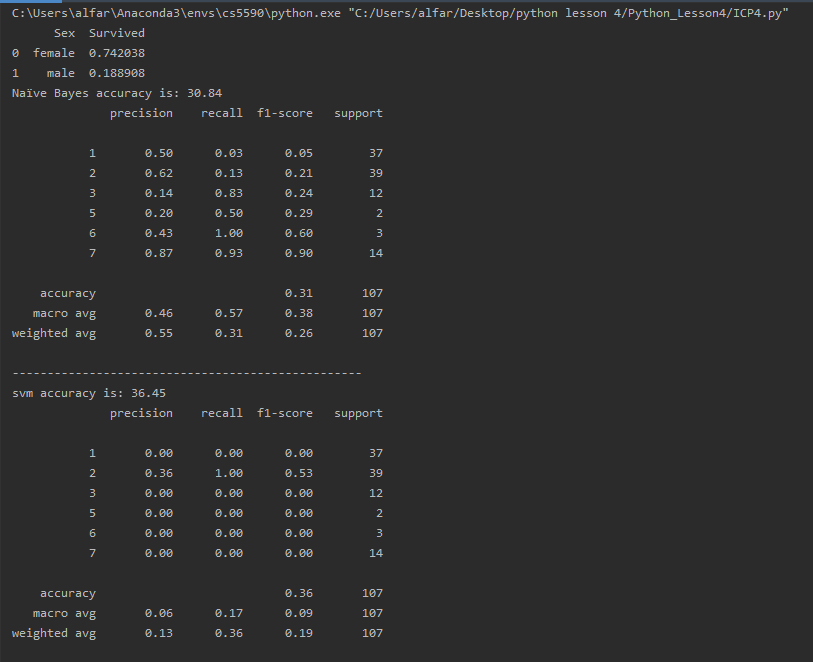 C:\Users\alfar\Anaconda3\envs\cs5590\python.exe "C:/Users/alfar/Desktop/python lesson 4/Python_Lesson4/ICP4.py"
      Sex  Survived
0  female  0.742038
1    male  0.188908
Naïve Bayes accuracy is: 30.84
              precision    recall  f1-score   support

           1       0.50      0.03      0.05        37
           2       0.62      0.13      0.21        39
           3       0.14      0.83      0.24        12
           5       0.20      0.50      0.29         2
           6       0.43      1.00      0.60         3
           7       0.87      0.93      0.90        14

    accuracy                           0.31       107
   macro avg       0.46      0.57      0.38       107
weighted avg       0.55      0.31      0.26       107

--------------------------------------------------
svm accuracy is: 36.45
              precision    recall  f1-score   support

           1       0.00      0.00      0.00        37
           2       0.36      1.00      0.53        39
           3       0.00      0.00      0.00        12
           5       0.00      0.00      0.00         2
           6       0.00      0.00      0.00         3
           7       0.00      0.00      0.00        14

    accuracy                           0.36       107
   macro avg       0.06      0.17      0.09       107
weighted avg       0.13      0.36      0.19       107